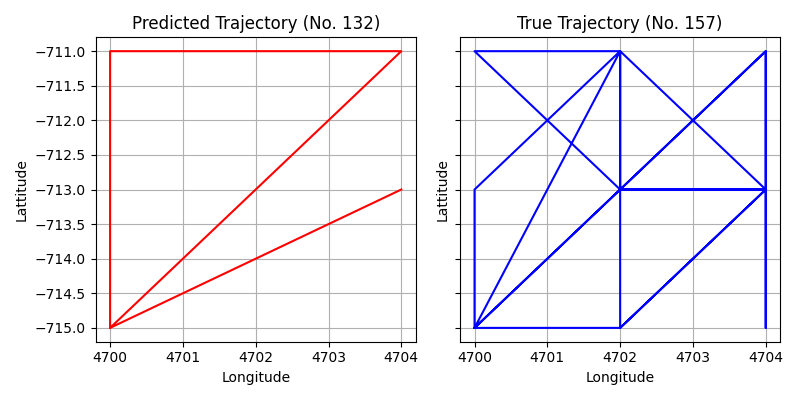 Predicted Trajectory (No. 132)
True Trajectory (No. 157)
−711.0
−711.5
−712.0
−712.5
−713.0
−713.5
−714.0
−714.5
−715.0
Lattitude
Lattitude
4700 4701 4702 4703 4704
4700 4701 4702 4703 4704
Longitude
Longitude